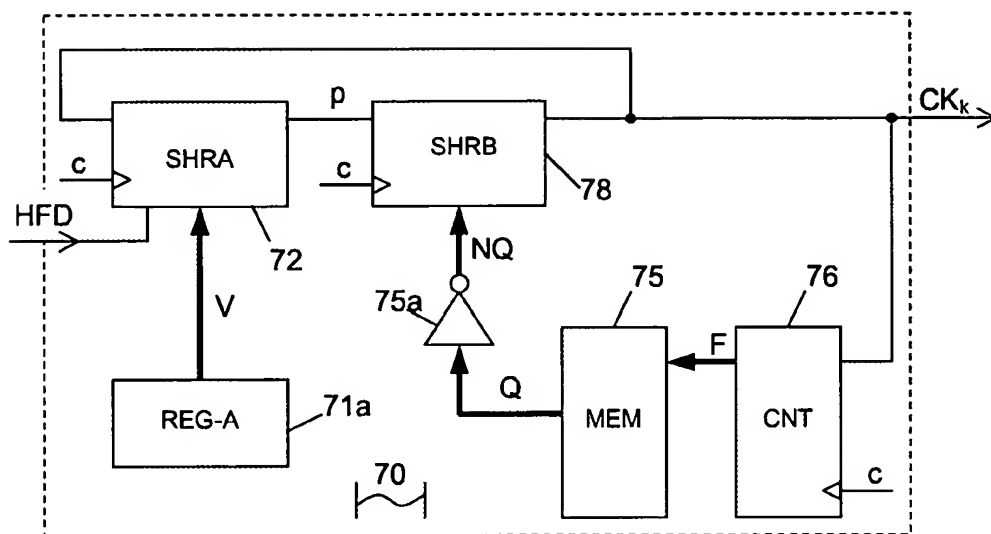 CKₖ
p
SHRA
SHRB
c
c
HFD
72
78
NQ
75a
75
76
V
F
Q
REG-A
71a
MEM
CNT
70
c